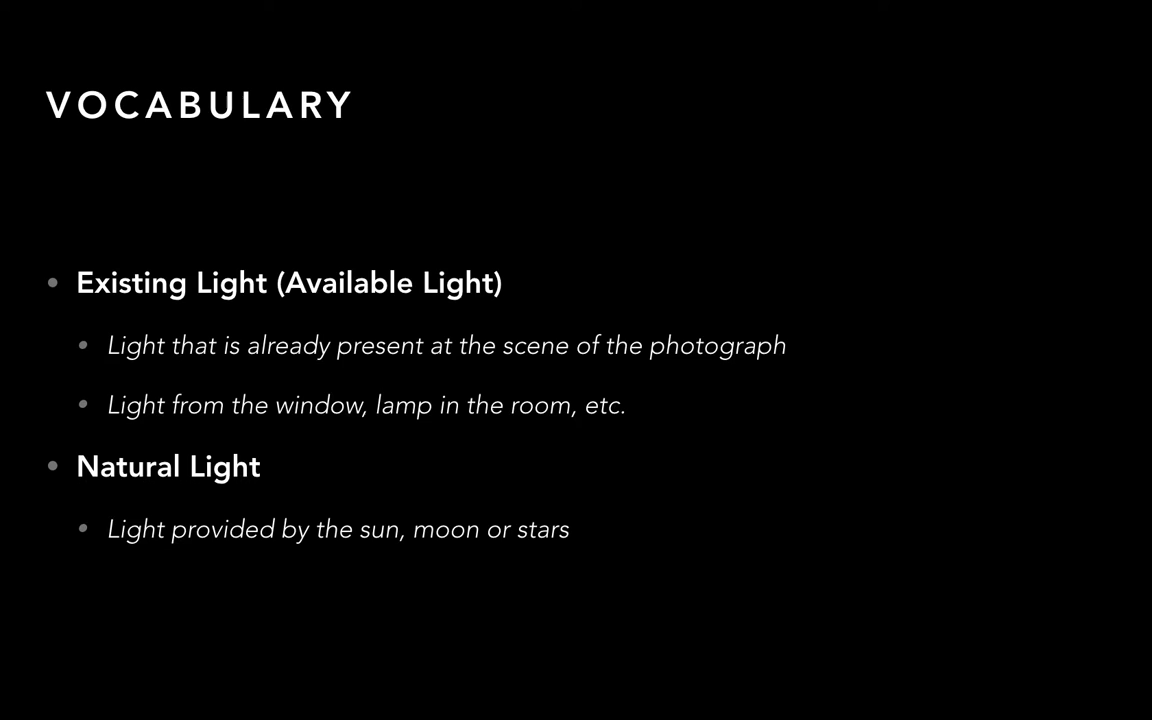 VOCABULARY
• Existing Light (Available Light)
• Light that is already present at the scene of the photograph
• Light from the window, lamp in the room, etc.
• Natural Light
• Light provided by the sun, moon or stars